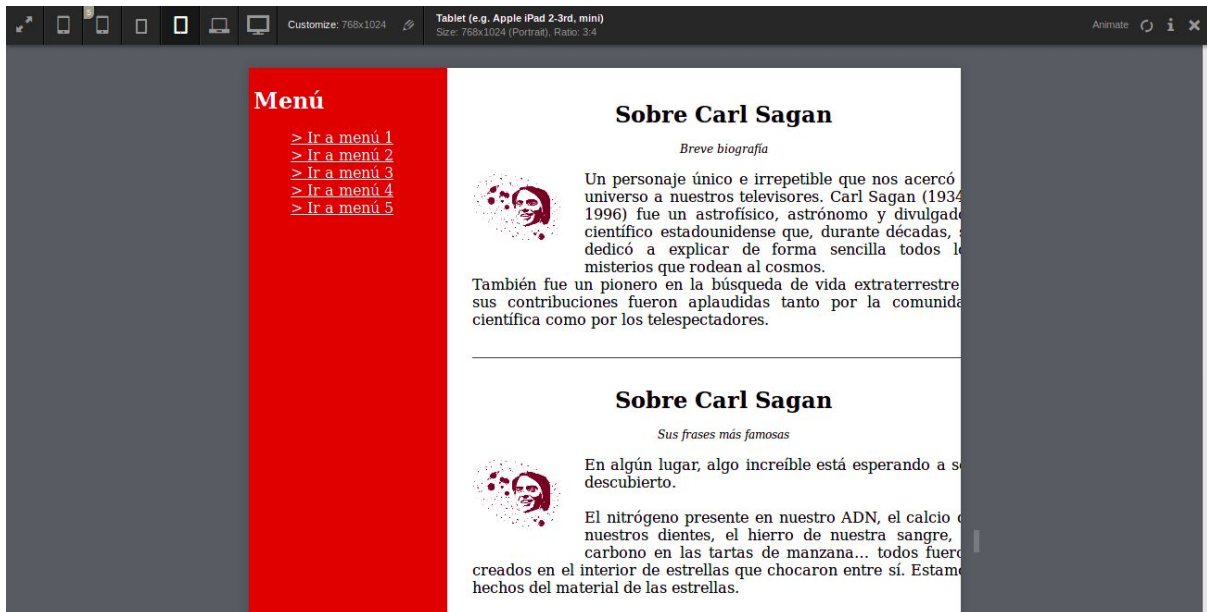 5
Customize: 768x1024
Tablet (e.g. Apple iPad 2-3rd, mini)
Size: 768x1024 (Portrait), Ratio: 3:4
Animate
Menú
> Ir a menú 1
> Ir a menú 2
> Ir a menú 3
> Ir a menú 4
> Ir a menú 5
Sobre Carl Sagan
Breve biografía
Un personaje único e irrepetible que nos acercó
universo a nuestros televisores. Carl Sagan (1934
1996) fue un astrofísico, astrónomo y divulgad
científico estadounidense que, durante décadas,
dedicó a explicar de forma sencilla todos l
misterios que rodean al cosmos.
También fue un pionero en la búsqueda de vida extraterrestre
sus contribuciones fueron aplaudidas tanto por la comunida
científica como por los telespectadores.
Sobre Carl Sagan
Sus frases más famosas
En algún lugar, algo increíble está esperando a s
descubierto.
El nitrógeno presente en nuestro ADN, el calcio
nuestros dientes, el hierro de nuestra sangre,
carbono en las tartas de manzana... todos fuero
creados en el interior de estrellas que chocaron entre sí. Estamo
hechos del material de las estrellas.